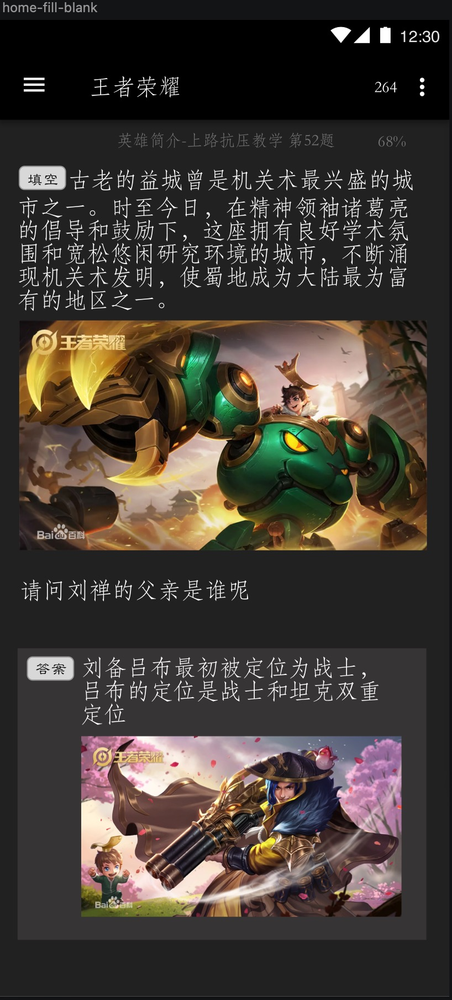 home-fill-blank
12:30
王者荣耀
264
英雄简介-上路抗压教学 第52题
68%
填空 古老的益城曾是机关术最兴盛的城
市之一。时至今日，在精神领袖诸葛亮
的倡导和鼓励下，这座拥有良好学术氛
围和宽松悠闲研究环境的城市，不断涌
现机关术发明，使蜀地成为大陆最为富
有的地区之一。
王者荣耀
Bai du 百科
请问刘禅的父亲是谁呢
答案 刘备吕布最初被定位为战士，
吕布的定位是战士和坦克双重
定位
王者荣耀
Bai du 百科